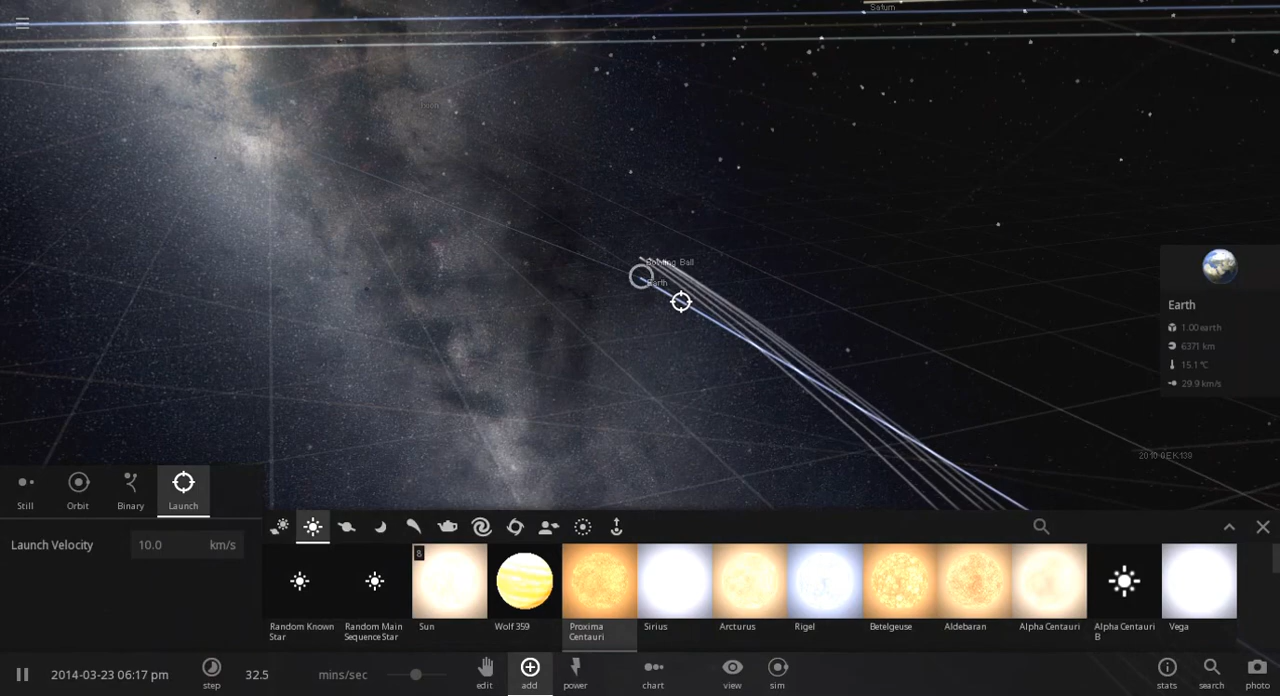 Saturn
Moon
Bowling Ball
Earth
Earth
1.00 earth
6371 km
15.1 °C
29.9 km/s
2010 OEK139
Still
Orbit
Binary
Launch
Launch Velocity
10.0 km/s
8
Random Known
Star
Random Main
Sequence Star
Sun
Wolf 359
Proxima
Centauri
Sirius
Arcturus
Rigel
Betelgeuse
Aldebaran
Alpha Centauri
Alpha Centauri
B
Vega
2014-03-23 06:17 pm
step
32.5
mins/sec
edit
add
power
chart
view
sim
stats
search
photo